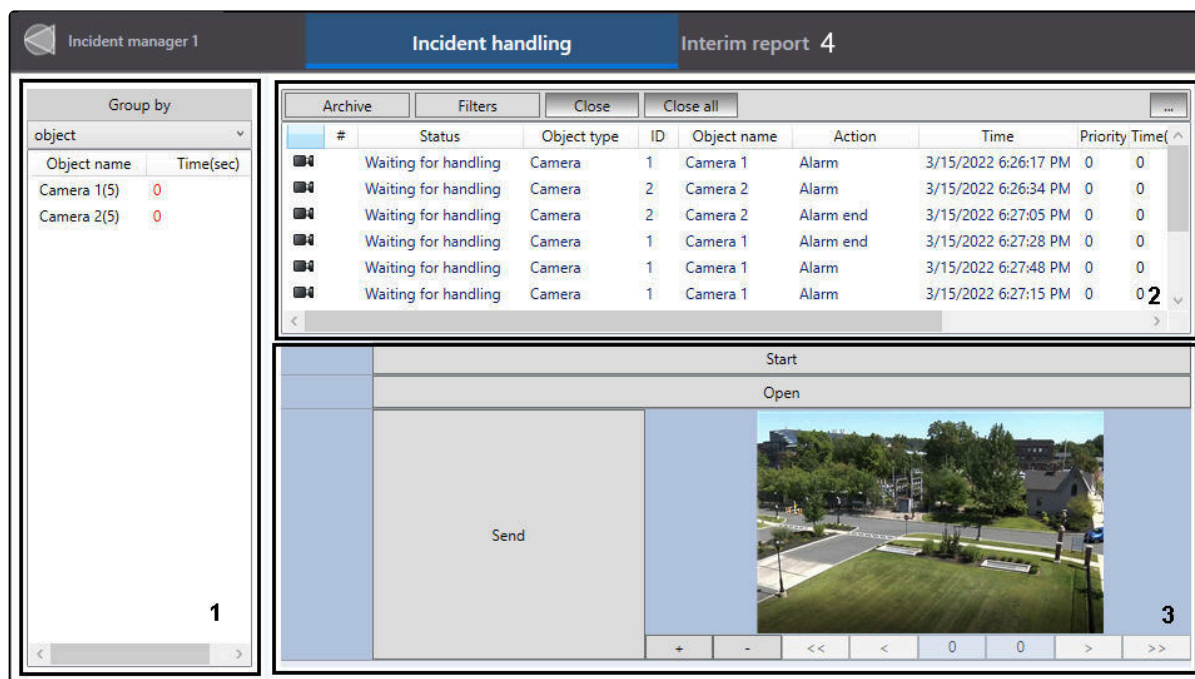 Incident manager 1 Incident handling Interim report 4
Group by
object
Object name Time(sec)
Camera 1(5) 0
Camera 2(5) 0
1
Archive Filters Close Close all ...
# Status Object type ID Object name Action Time Priority Time(
Waiting for handling Camera 1 Camera 1 Alarm 3/15/2022 6:26:17 PM 0 0
Waiting for handling Camera 2 Camera 2 Alarm 3/15/2022 6:26:34 PM 0 0
Waiting for handling Camera 2 Camera 2 Alarm end 3/15/2022 6:27:05 PM 0 0
Waiting for handling Camera 1 Camera 1 Alarm end 3/15/2022 6:27:28 PM 0 0
Waiting for handling Camera 1 Camera 1 Alarm 3/15/2022 6:27:48 PM 0 0
Waiting for handling Camera 1 Camera 1 Alarm 3/15/2022 6:27:15 PM 0 0
2
Start
Open
Send
3
+ - << < 0 0 > >>